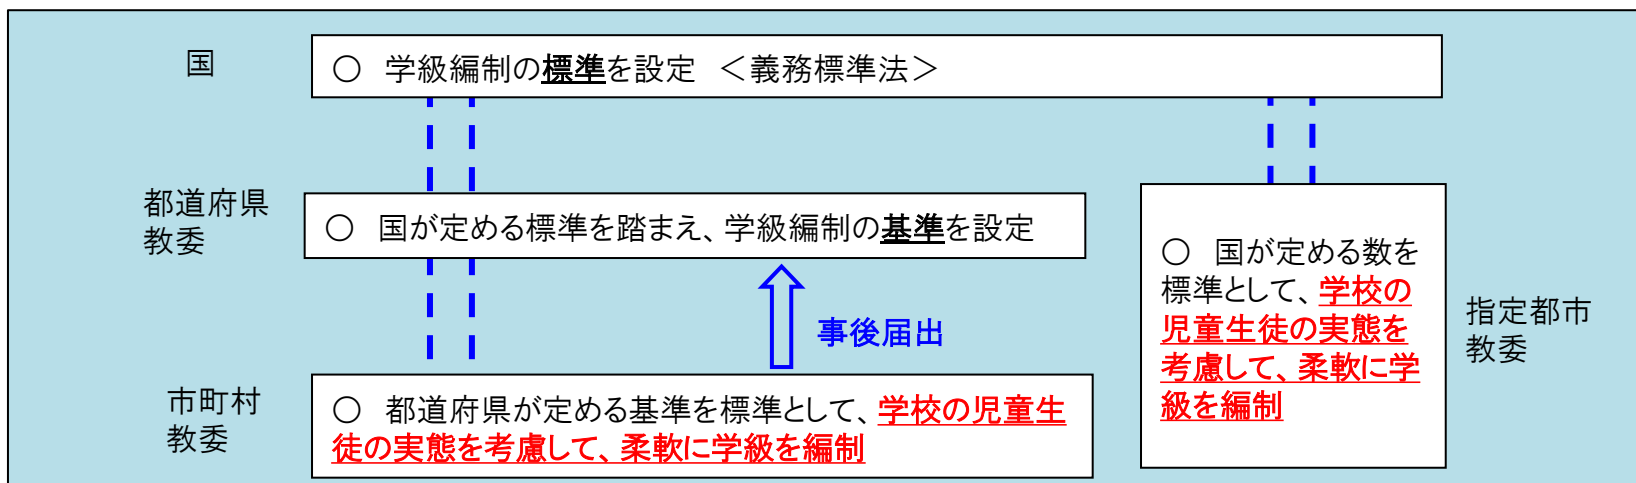 国
○　学級編制の標準を設定　＜義務標準法＞
都道府県
教委
○　国が定める標準を踏まえ、学級編制の基準を設定
事後届出
市町村
教委
○　都道府県が定める基準を標準として、学校の児童生
徒の実態を考慮して、柔軟に学級を編制
○　国が定める数を
標準として、学校の
児童生徒の実態を
考慮して、柔軟に学
級を編制
指定都市
教委